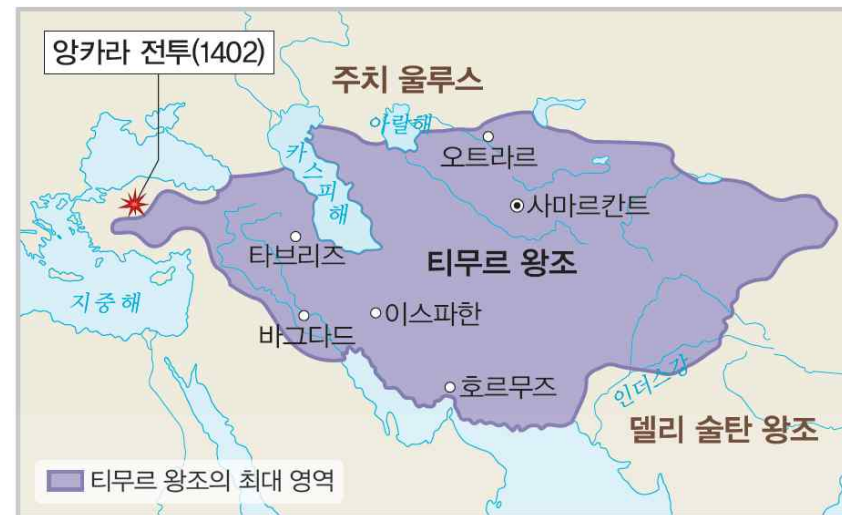 앙카라 전투(1402)
주치 울루스
아랄해
오트라르
카스피해
사마르칸트
타브리즈
티무르 왕조
지중해
이스파한
바그다드
호르무즈
인더스강
델리 술탄 왕조
티무르 왕조의 최대 영역